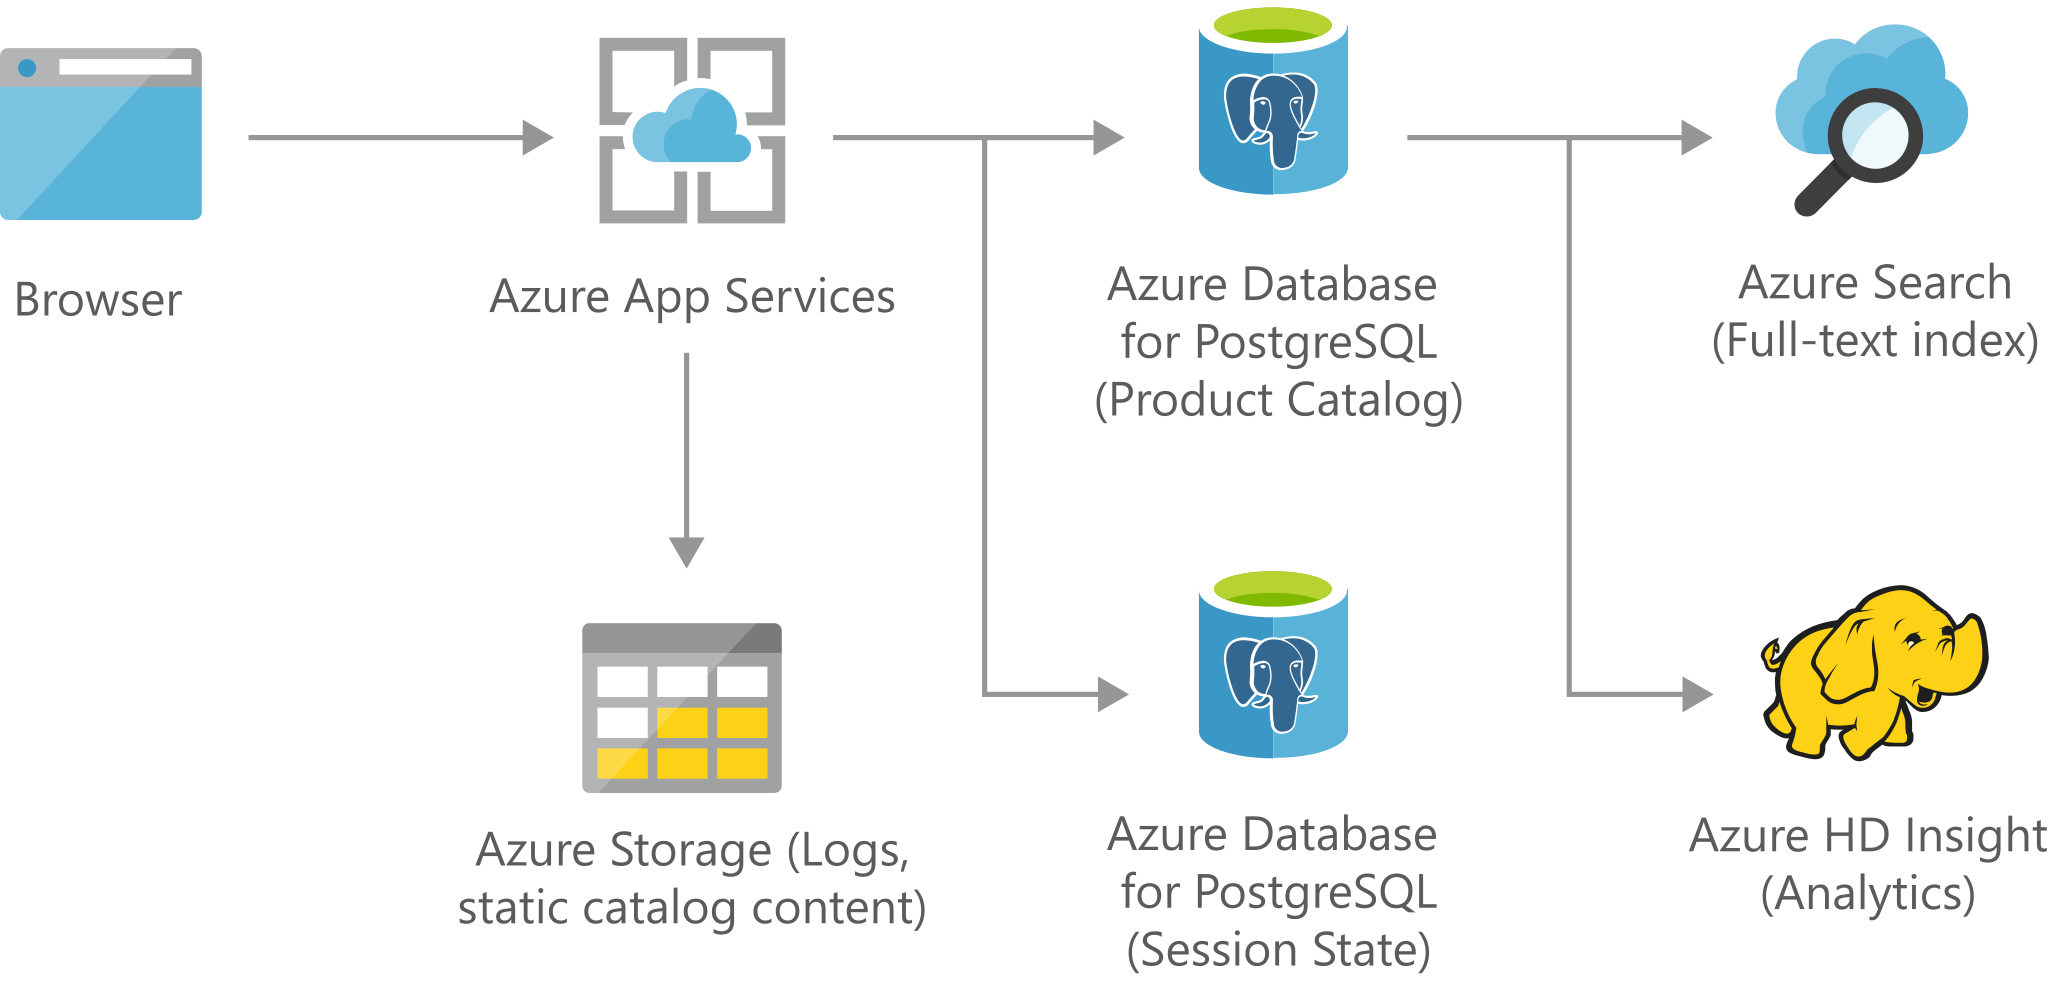 Browser
Azure App Services
Azure Database
for PostgreSQL
(Product Catalog)
Azure Search
(Full-text index)
Azure Storage (Logs,
static catalog content)
Azure Database
for PostgreSQL
(Session State)
Azure HD Insight
(Analytics)